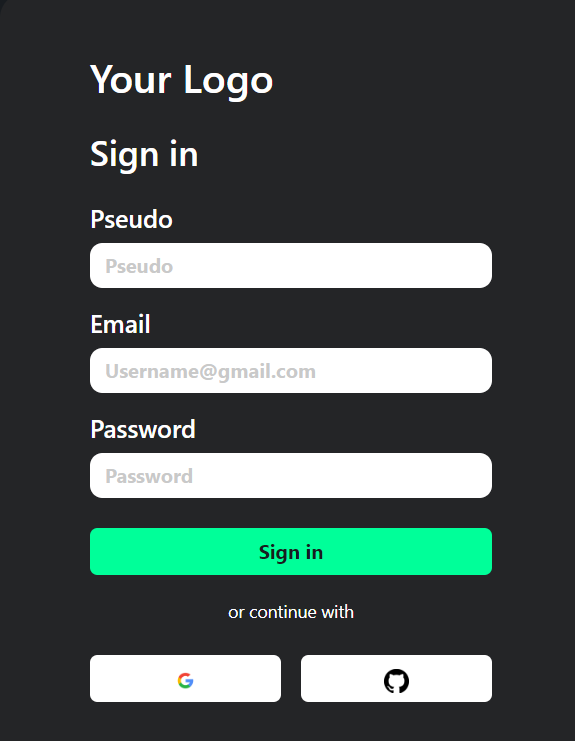 Your Logo
Sign in
Pseudo
Pseudo
Email
Username@gmail.com
Password
Password
Sign in
or continue with